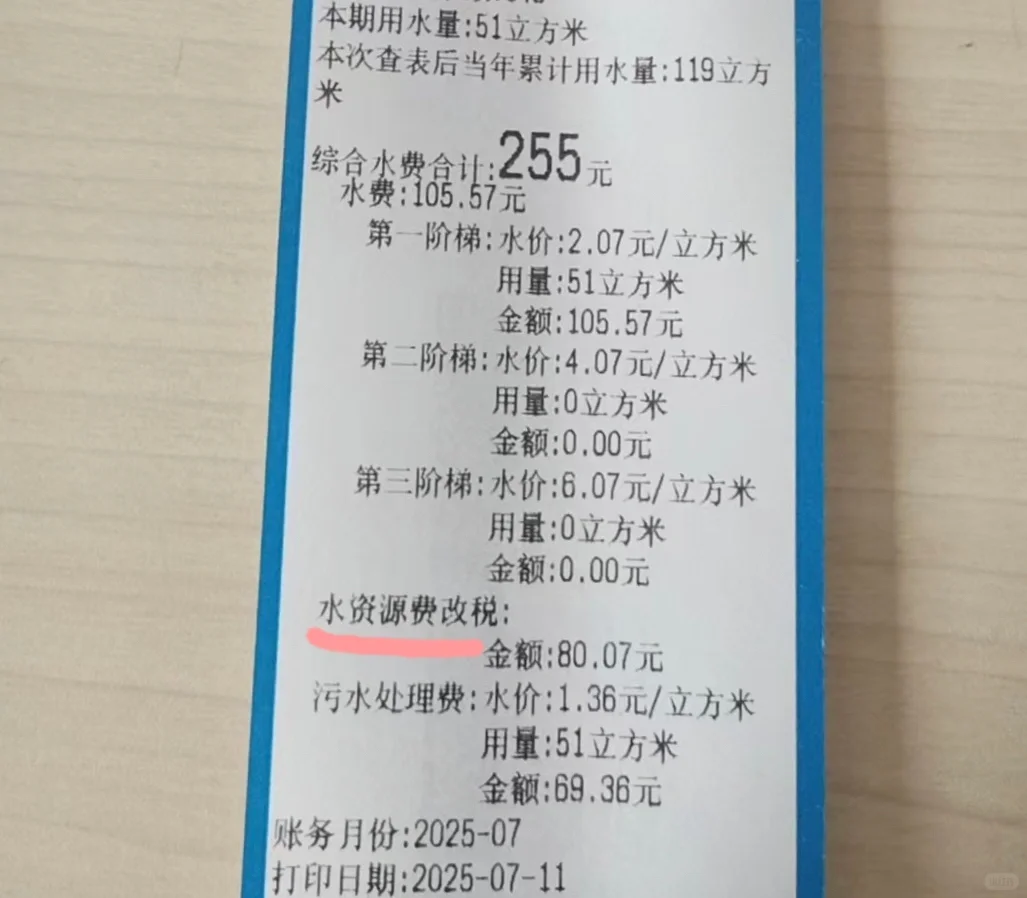 本期用水量:51立方米
本次查表后当年累计用水量:119立方
米
综合水费合计:255元
水费:105.57元
第一阶梯:水价:2.07元/立方米
用量:51立方米
金额:105.57元
第二阶梯:水价:4.07元/立方米
用量:0立方米
金额:0.00元
第三阶梯:水价:6.07元/立方米
用量:0立方米
金额:0.00元
水资源费改税:
金额:80.07元
污水处理费:水价:1.36元/立方米
用量:51立方米
金额:69.36元
账务月份:2025-07
打印日期:2025-07-11